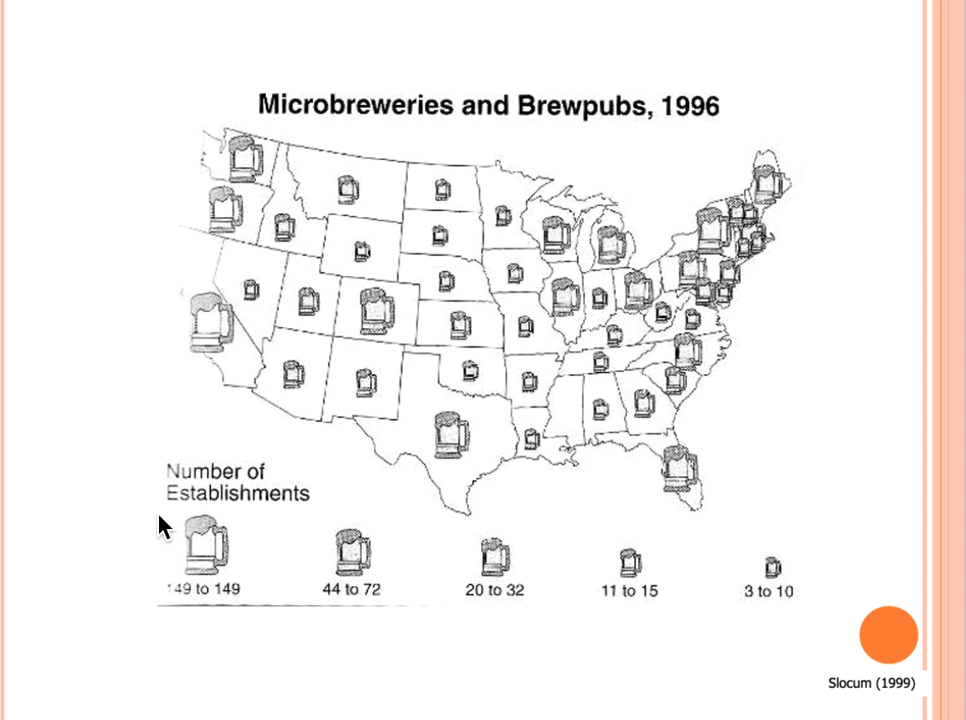 Microbreweries and Brewpubs, 1996
Number of
Establishments
149 to 149
44 to 72
20 to 32
11 to 15
3 to 10
Slocum (1999)